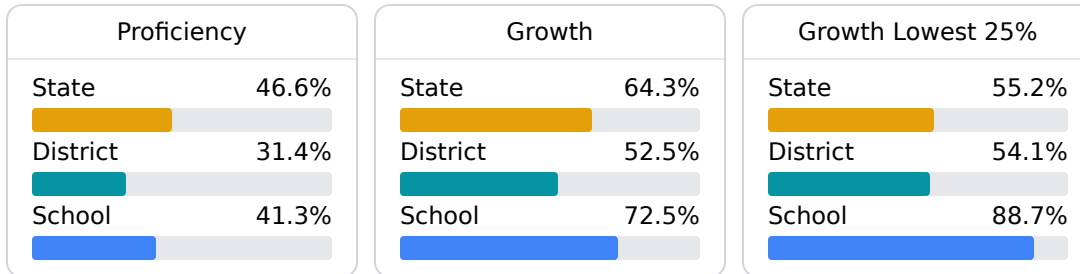 Proficiency
State 46.6%
District 31.4%
School 41.3%
Growth
State 64.3%
District 52.5%
School 72.5%
Growth Lowest 25%
State 55.2%
District 54.1%
School 88.7%